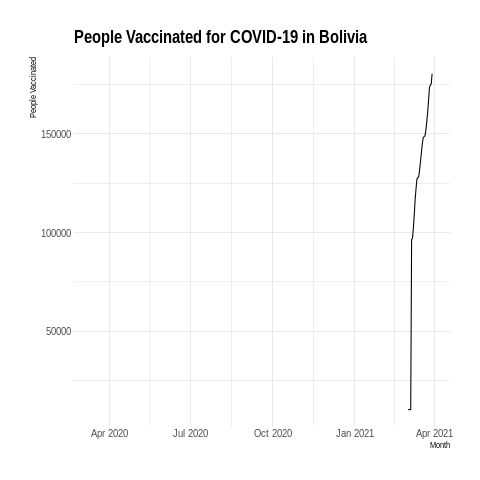 People Vaccinated for COVID-19 in Bolivia
People Vaccinated
150000
100000
50000
Apr 2020 Jul 2020 Oct 2020 Jan 2021 Apr 2021
Month